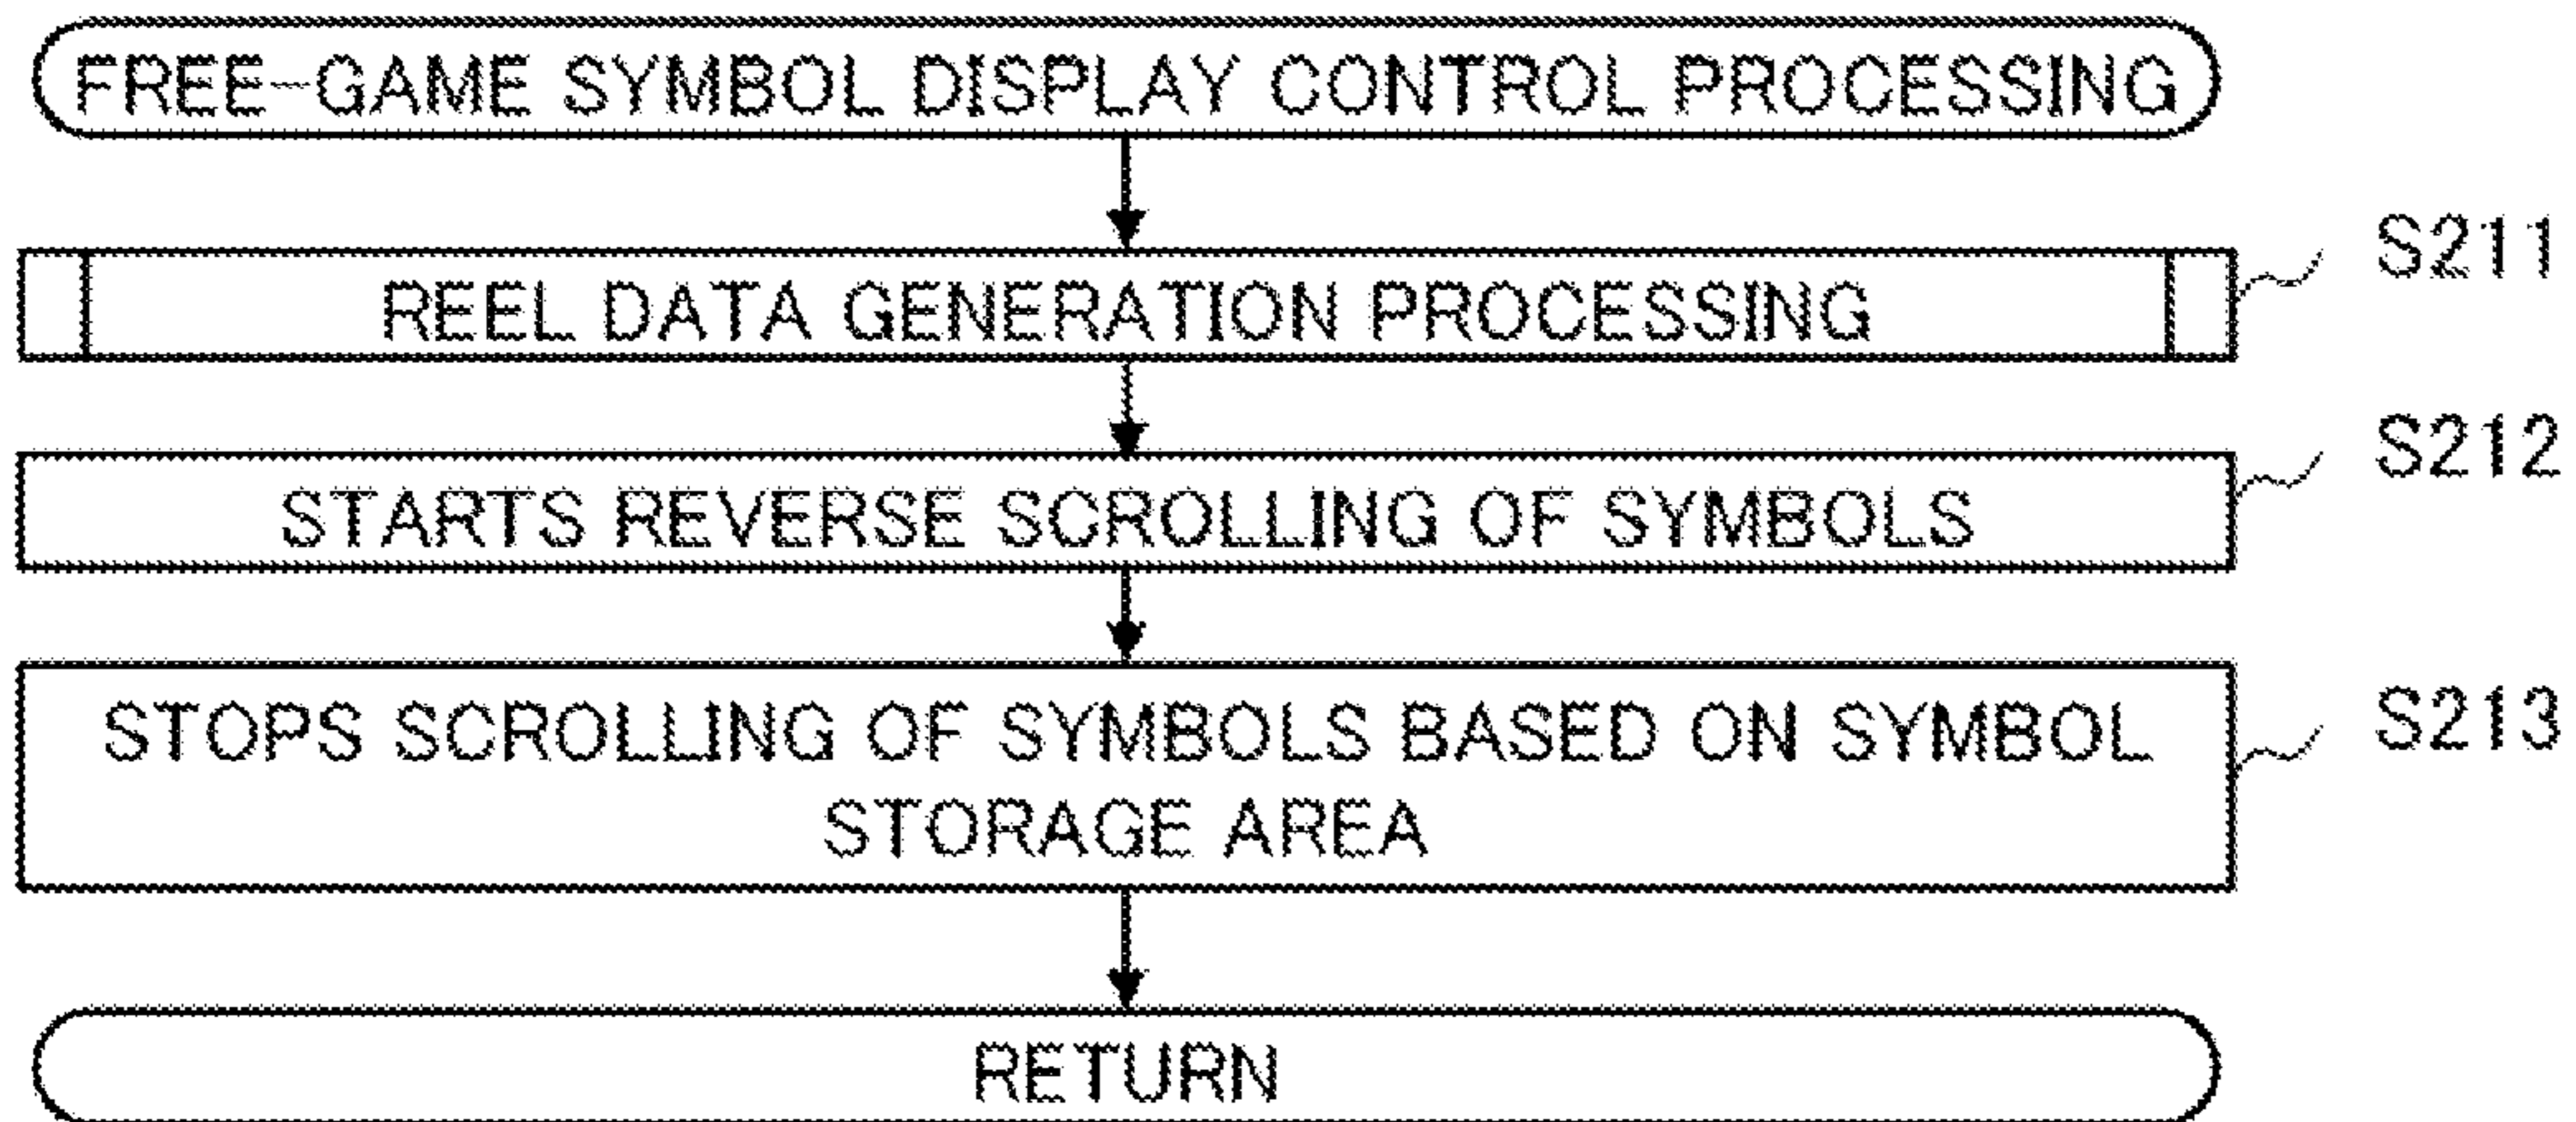 FREE-GAME SYMBOL DISPLAY CONTROL PROCESSING
REEL DATA GENERATION PROCESSING
S211
STARTS REVERSE SCROLLING OF SYMBOLS
S212
STOPS SCROLLING OF SYMBOLS BASED ON SYMBOL
STORAGE AREA
S213
RETURN